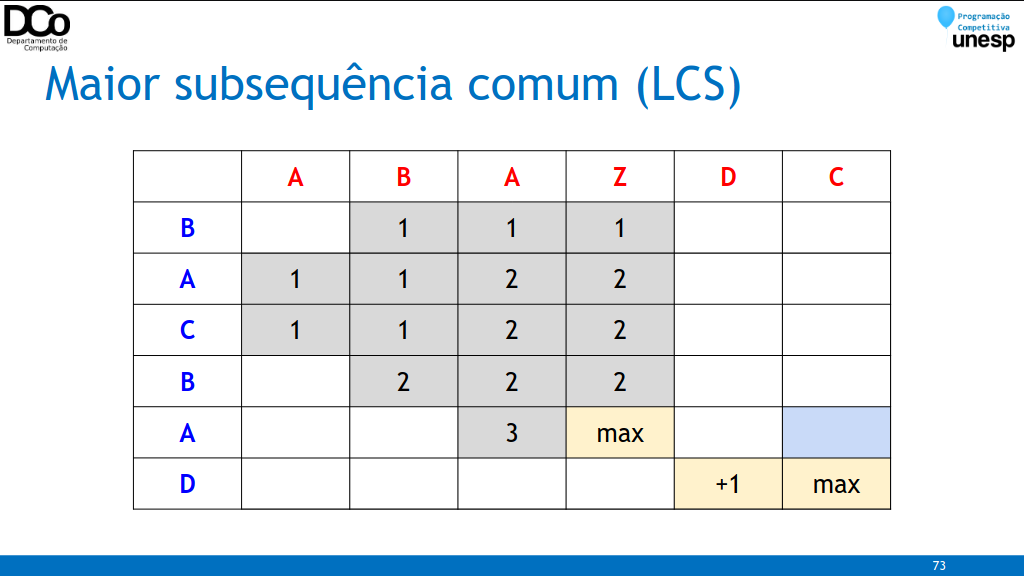 DCo
Departamento de
Computação
Programação
Competitiva
unesp
Maior subsequência comum (LCS)
A B A Z D C
B 1 1 1
A 1 1 2 2
C 1 1 2 2
B 2 2 2
A 3 max
D +1 max
73